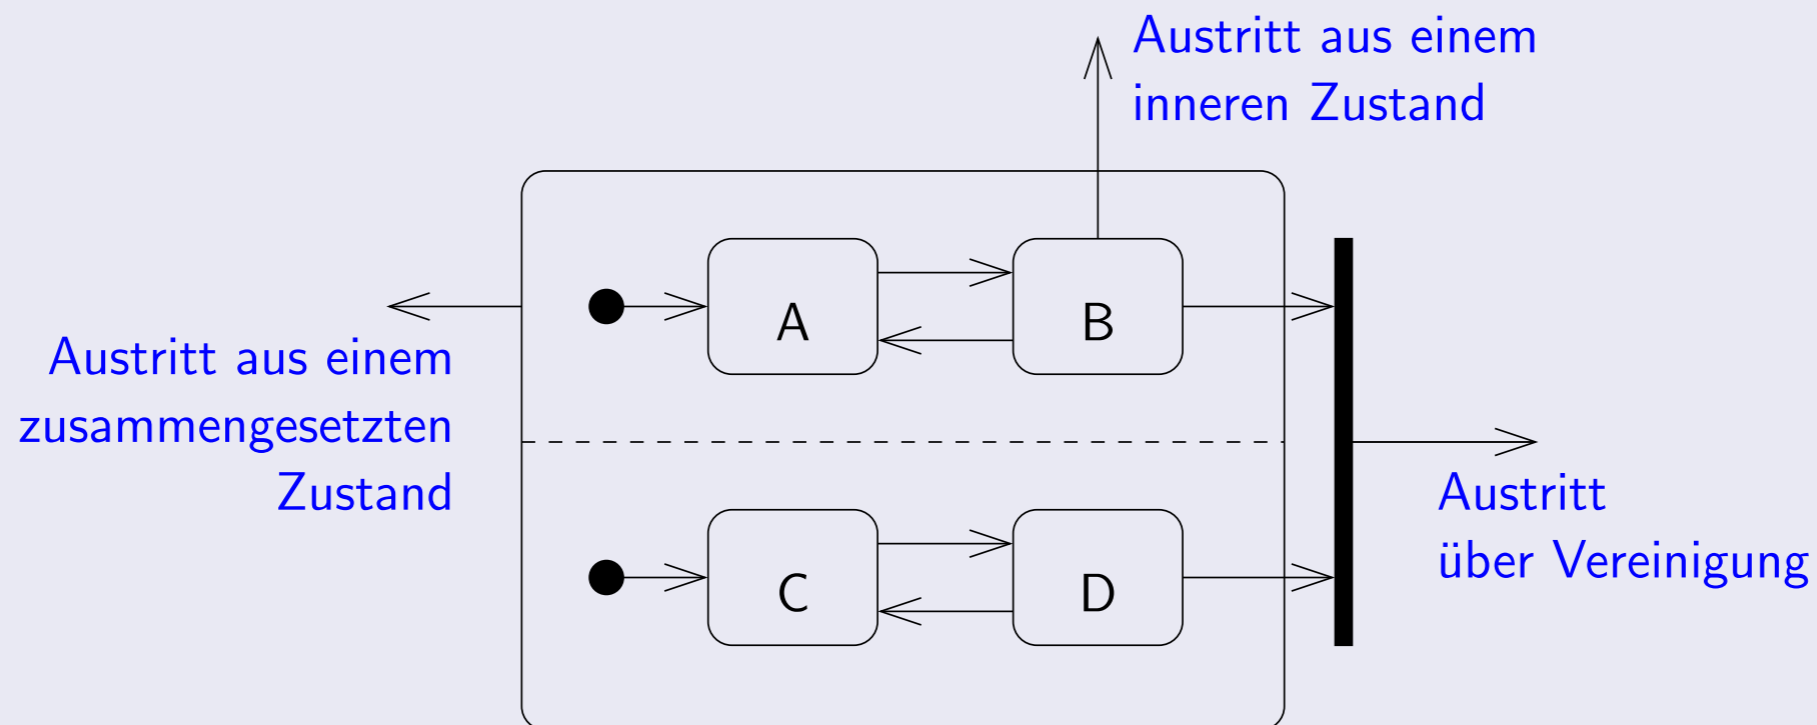 Austritt aus einem
inneren Zustand
A
B
Austritt aus einem
zusammengesetzten
Zustand
Austritt
über Vereinigung
C
D